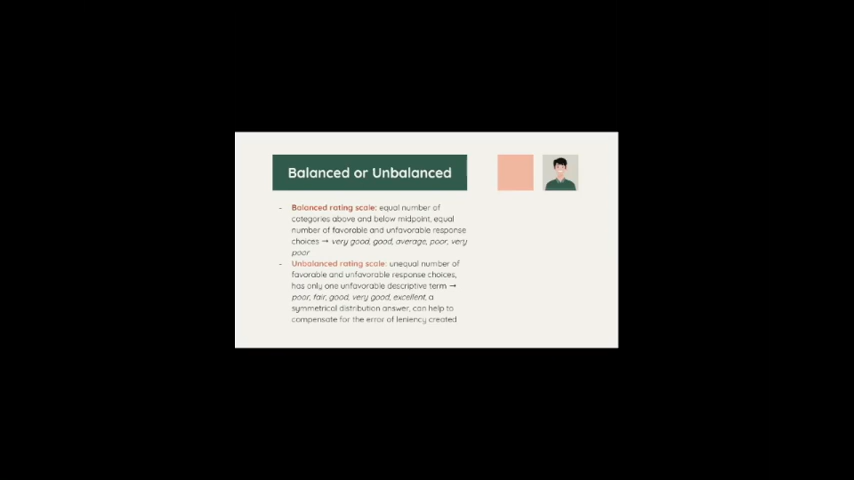 Balanced or Unbalanced
- Balanced rating scale: equal number of
categories above and below midpoint, equal
number of favorable and unfavorable response
choices → very good, good, average, poor, very
poor
- Unbalanced rating scale: unequal number of
favorable and unfavorable response choices,
has only one unfavorable descriptive term →
poor, fair, good, very good, excellent, a
symmetrical distribution answer, can help to
compensate for the error of leniency created